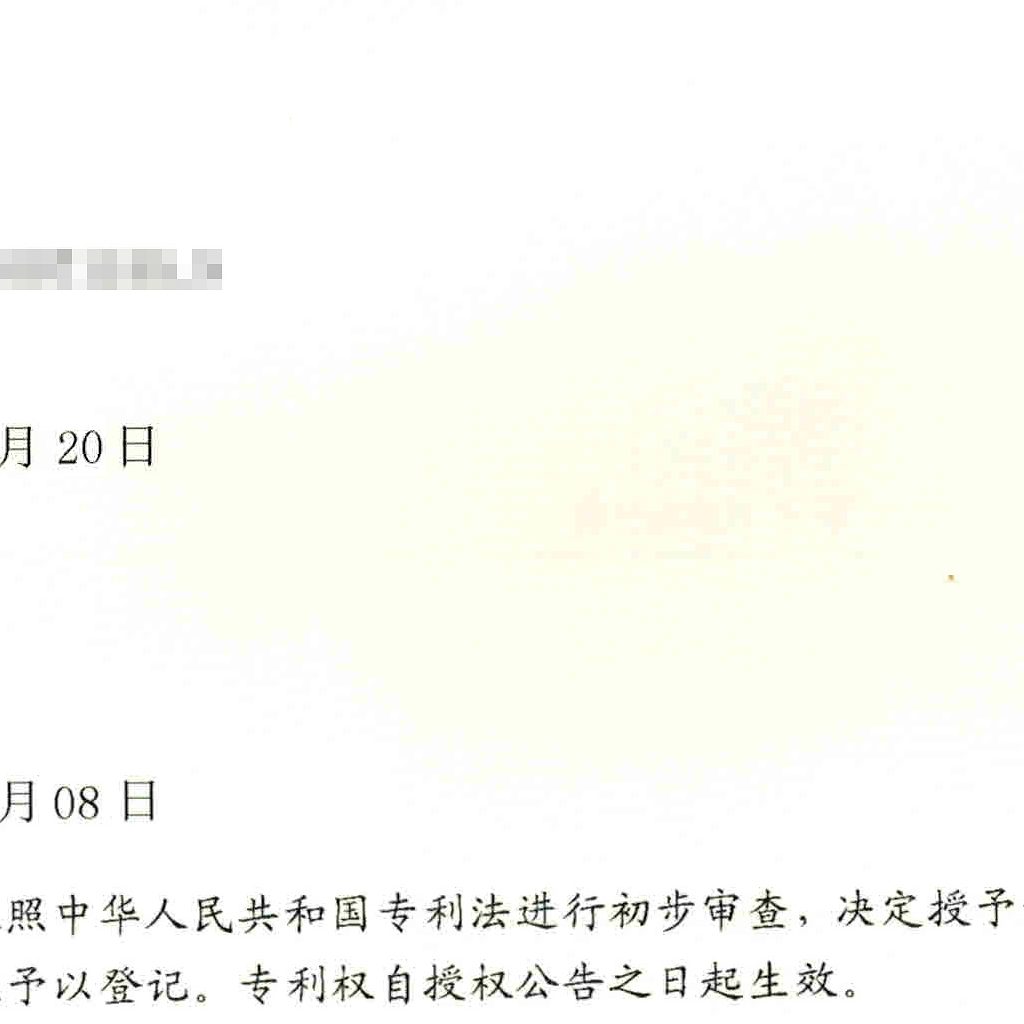 月 20 日
月 08 日
照中华人民共和国专利法进行初步审查，决定授予
予以登记。专利权自授权公告之日起生效。